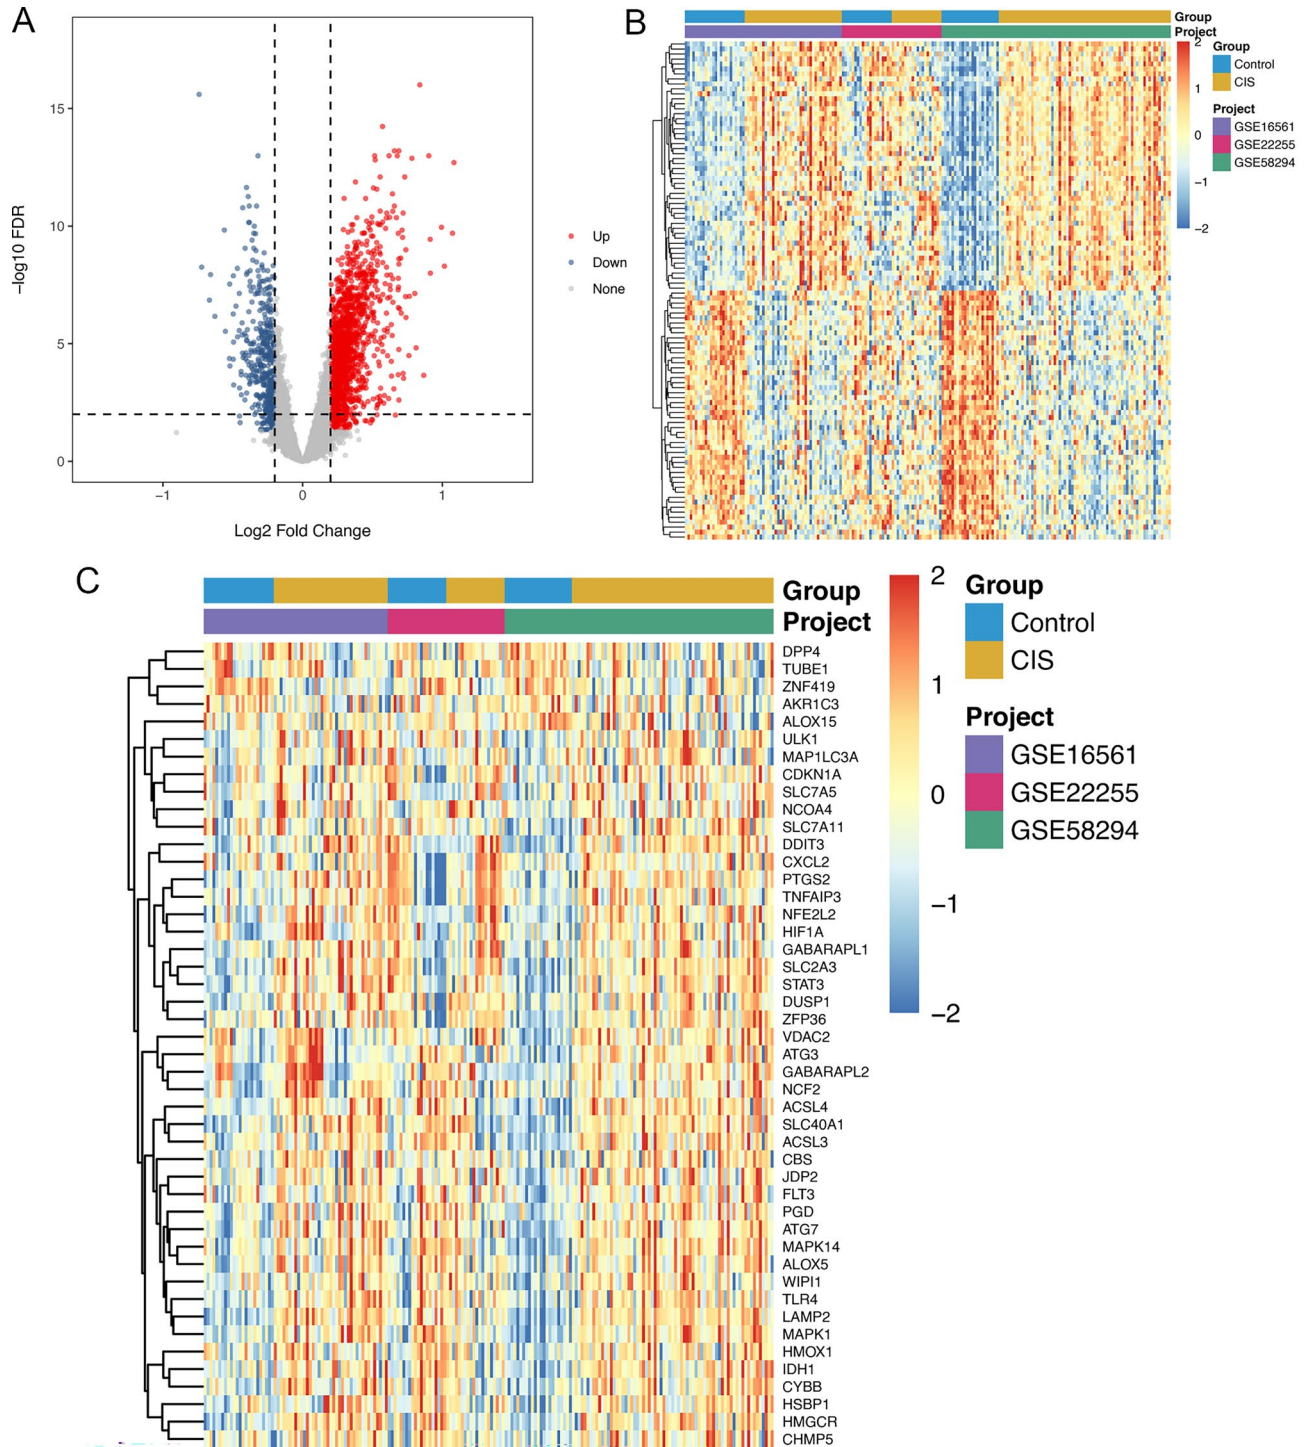 A
−log10 FDR
15
10
5
0
−1
0
1
Log2 Fold Change
Up
Down
None
B
Group
Project
2
1
0
−1
−2
Group
Control
CIS
Project
GSE16561
GSE22255
GSE58294
C
Group
Project
2
1
0
−1
−2
Group
Control
CIS
Project
GSE16561
GSE22255
GSE58294
DPP4
TUBE1
ZNF419
AKR1C3
ALOX15
ULK1
MAP1LC3A
CDKN1A
SLC7A5
NCOA4
SLC7A11
DDIT3
CXCL2
PTGS2
TNFAIP3
NFE2L2
HIF1A
GABARAPL1
SLC2A3
STAT3
DUSP1
ZFP36
VDAC2
ATG3
GABARAPL2
NCF2
ACSL4
SLC40A1
ACSL3
CBS
JDP2
FLT3
PGD
ATG7
MAPK14
ALOX5
WIPI1
TLR4
LAMP2
MAPK1
HMOX1
IDH1
CYBB
HSBP1
HMGCR
CHMP5